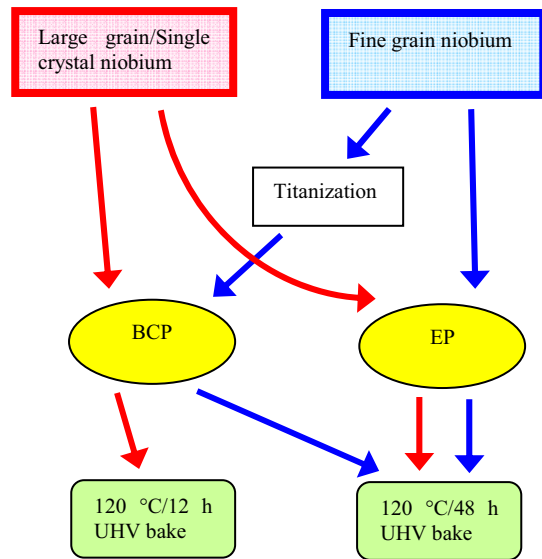 Large grain/Single
crystal niobium
Fine grain niobium
Titanization
BCP
EP
120 °C/12 h
UHV bake
120 °C/48 h
UHV bake